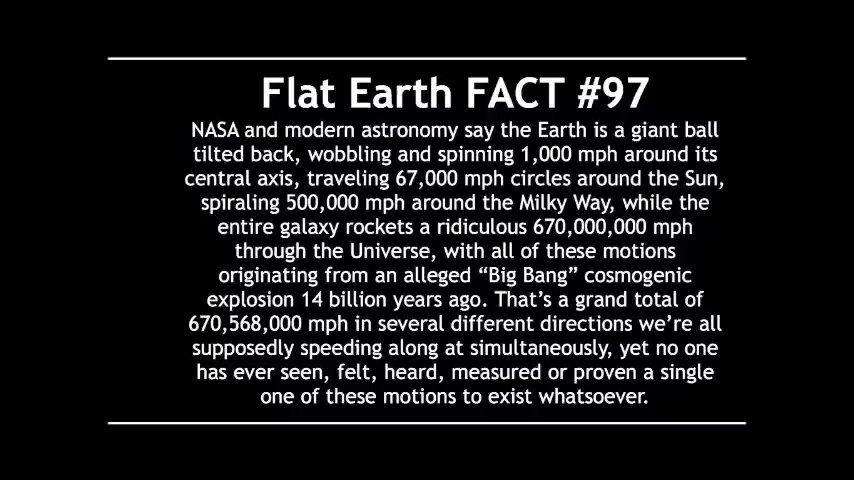 Flat Earth FACT #97
NASA and modern astronomy say the Earth is a giant ball
tilted back, wobbling and spinning 1,000 mph around its
central axis, traveling 67,000 mph circles around the Sun,
spiraling 500,000 mph around the Milky Way, while the
entire galaxy rockets a ridiculous 670,000,000 mph
through the Universe, with all of these motions
originating from an alleged “Big Bang” cosmogenic
explosion 14 billion years ago. That’s a grand total of
670,568,000 mph in several different directions we’re all
supposedly speeding along at simultaneously, yet no one
has ever seen, felt, heard, measured or proven a single
one of these motions to exist whatsoever.